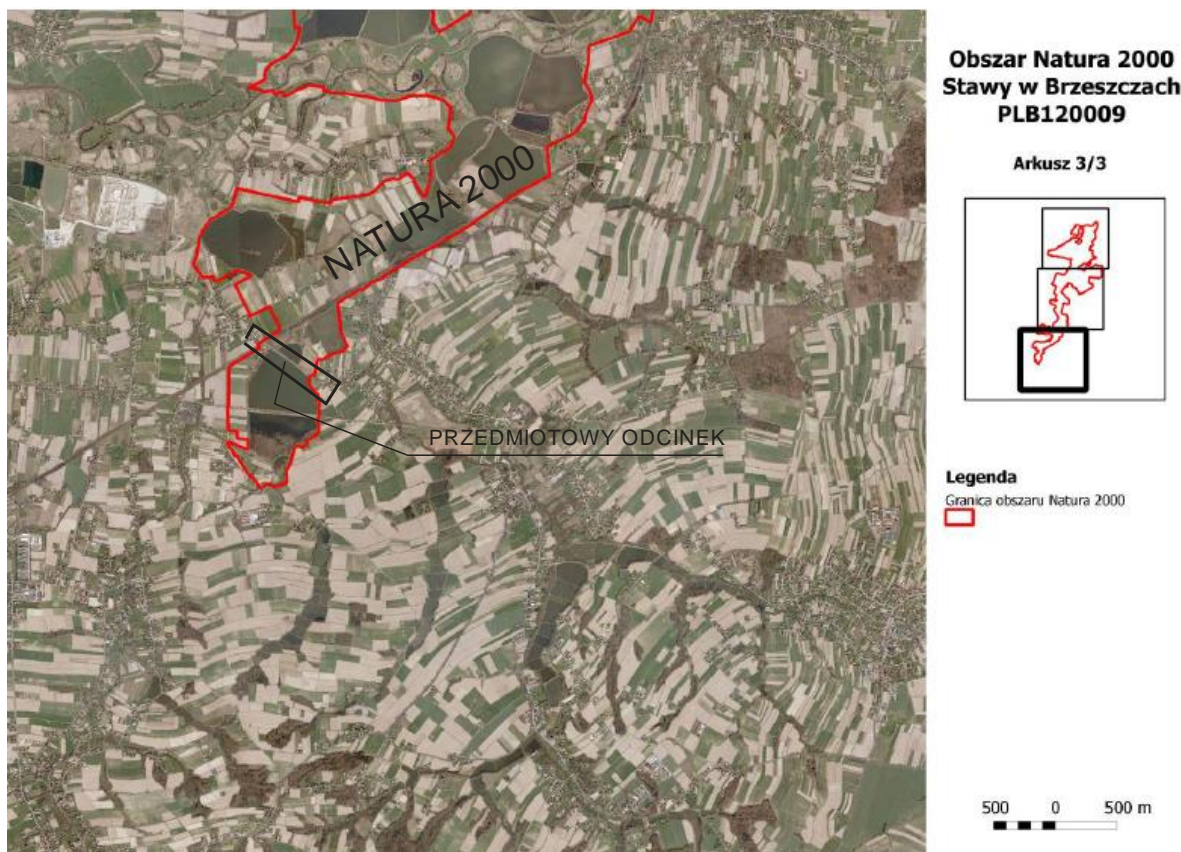 NATURA 2000
PRZEDMIOTOWY ODCINEK
Obszar Natura 2000
Stawy w Brzeszczach
PLB120009
Arkusz 3/3
Legenda
Granica obszaru Natura 2000
500 0 500 m